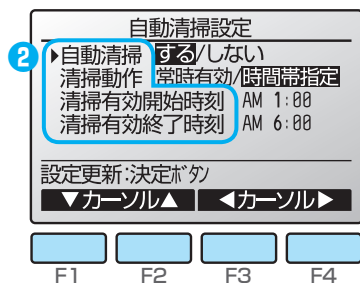 自動清掃設定
2
▶自動清掃 する/しない
清掃動作 常時有効/時間帯指定
清掃有効開始時刻 AM 1:00
清掃有効終了時刻 AM 6:00
設定更新:決定ﾎﾞﾀﾝ
▼カーソル▲ ◀カーソル▶
F1 F2 F3 F4